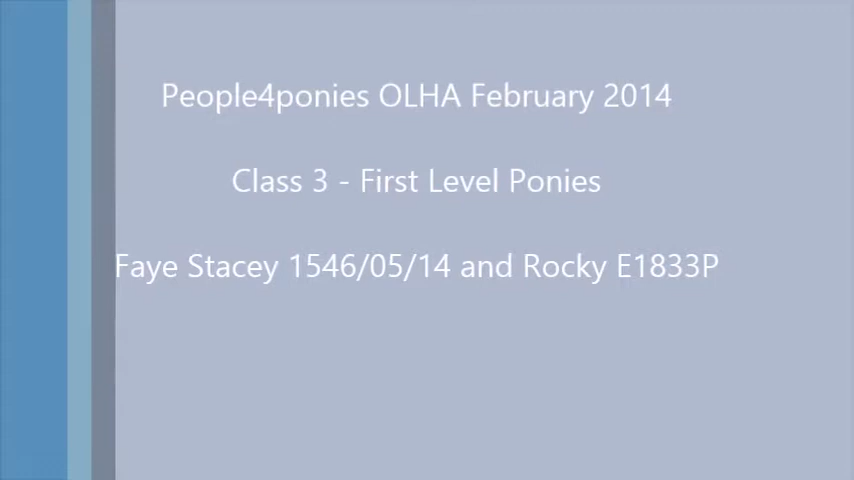 People4ponies OLHA February 2014
Class 3 - First Level Ponies
Faye Stacey 1546/05/14 and Rocky E1833P